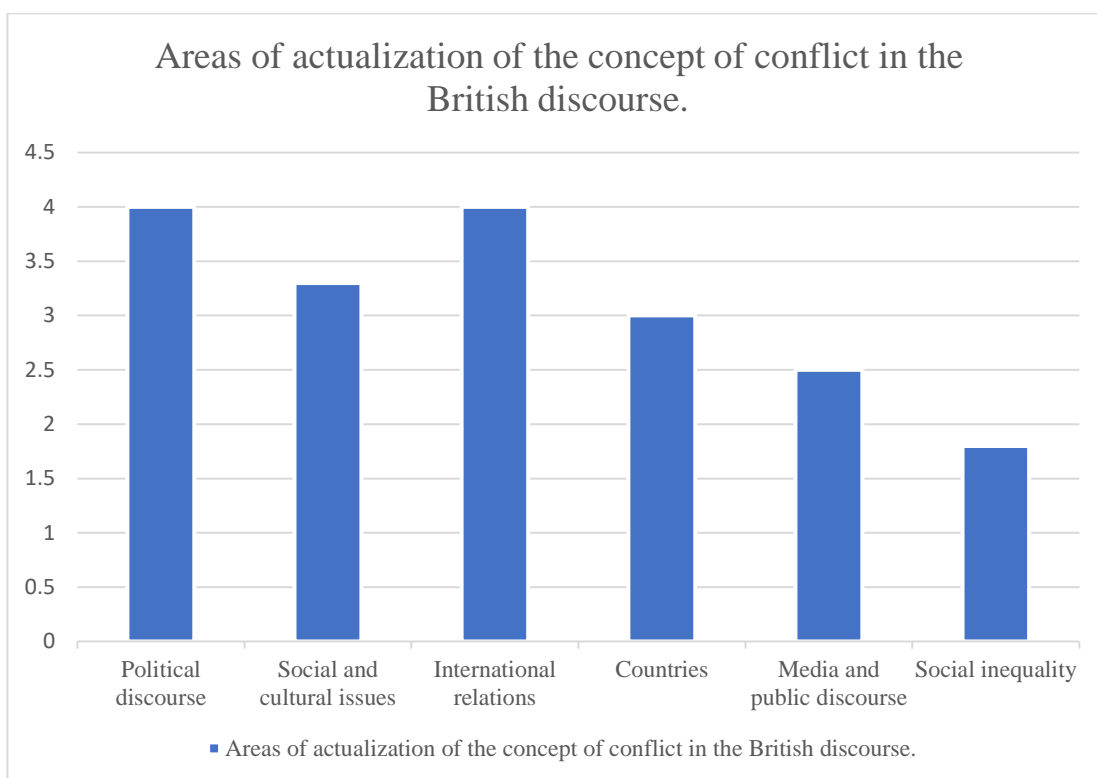 Areas of actualization of the concept of conflict in the
British discourse.
4.5
4
3.5
3
2.5
2
1.5
1
0.5
0
Political
discourse
Social and
cultural issues
International
relations
Countries
Media and
public discourse
Social inequality
Areas of actualization of the concept of conflict in the British discourse.